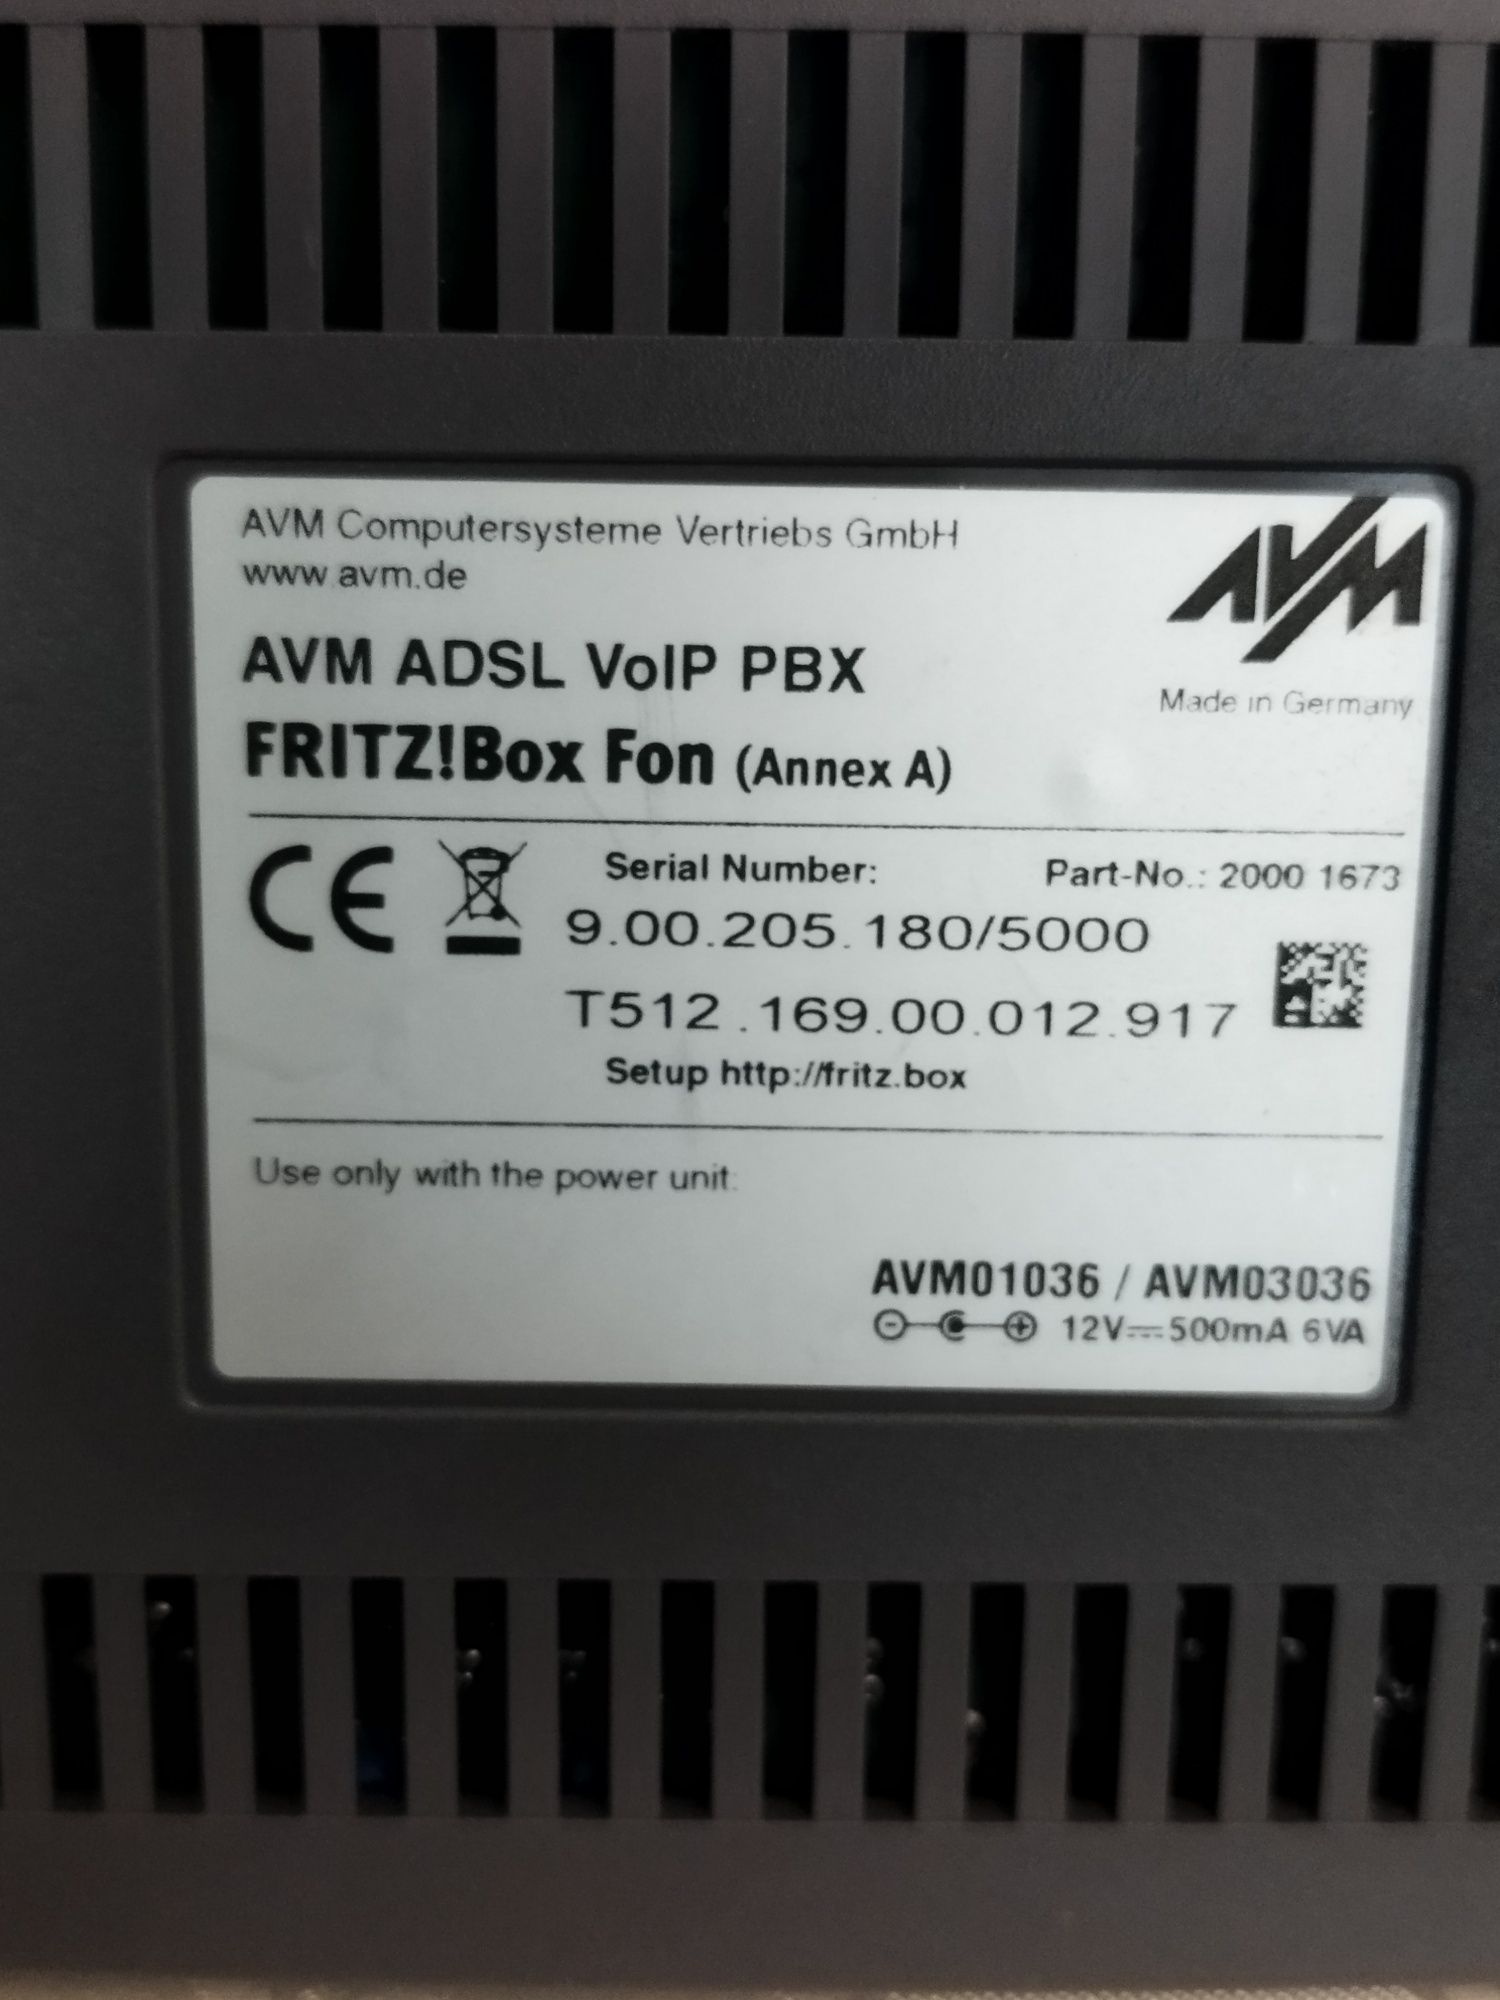 AVM Computersysteme Vertriebs GmbH
www.avm.de
AVM
Made in Germany
AVM ADSL VoIP PBX
FRITZ!Box Fon (Annex A)
CE
Serial Number: Part-No.: 2000 1673
9.00.205.180/5000
T512.169.00.012.917
Setup http://fritz.box
Use only with the power unit:
AVM01036 / AVM03036
12V⎓500mA 6VA